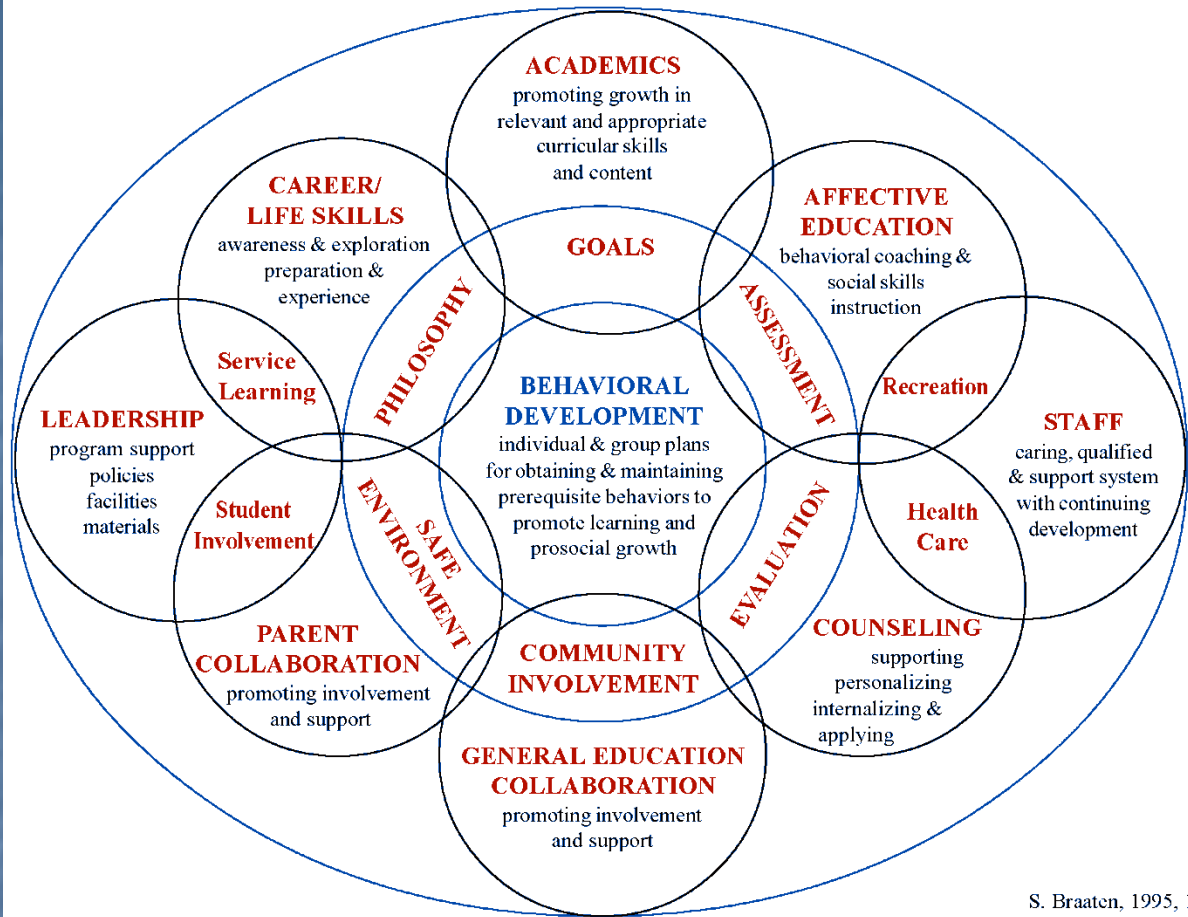 ACADEMICS
promoting growth in
relevant and appropriate
curricular skills
and content
CAREER/
LIFE SKILLS
awareness & exploration
preparation &
experience
AFFECTIVE
EDUCATION
behavioral coaching &
social skills
instruction
GOALS
PHILOSOPHY
ASSESSMENT
Service
Learning
Recreation
LEADERSHIP
program support
policies
facilities
materials
BEHAVIORAL
DEVELOPMENT
individual & group plans
for obtaining & maintaining
prerequisite behaviors to
promote learning and
prosocial growth
STAFF
caring, qualified
& support system
with continuing
development
Student
Involvement
Health
Care
SAFE
ENVIRONMENT
EVALUATION
PARENT
COLLABORATION
promoting involvement
and support
COMMUNITY
INVOLVEMENT
COUNSELING
supporting
personalizing
internalizing &
applying
GENERAL EDUCATION
COLLABORATION
promoting involvement
and support
S. Braaten, 1995,